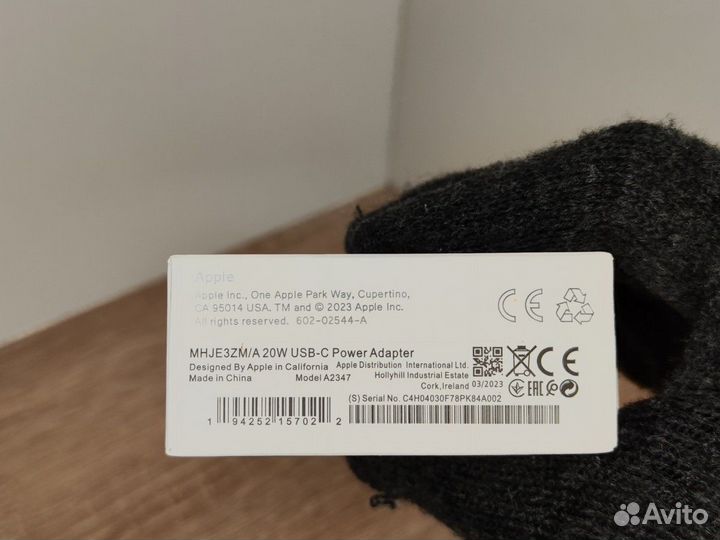 Apple
Apple Inc., One Apple Park Way, Cupertino,
CA 95014 USA. TM and © 2023 Apple Inc.
All rights reserved. 602-02544-A
CE
MHJE3ZM/A 20W USB-C Power Adapter
Designed By Apple in California
Made in China Model A2347
Apple Distribution International Ltd.
Hollyhill Industrial Estate
Cork,Ireland
03/2023
EAC
(S) Serial No. C4H04030F78PK84A002
1 94252 15702 2
Avito